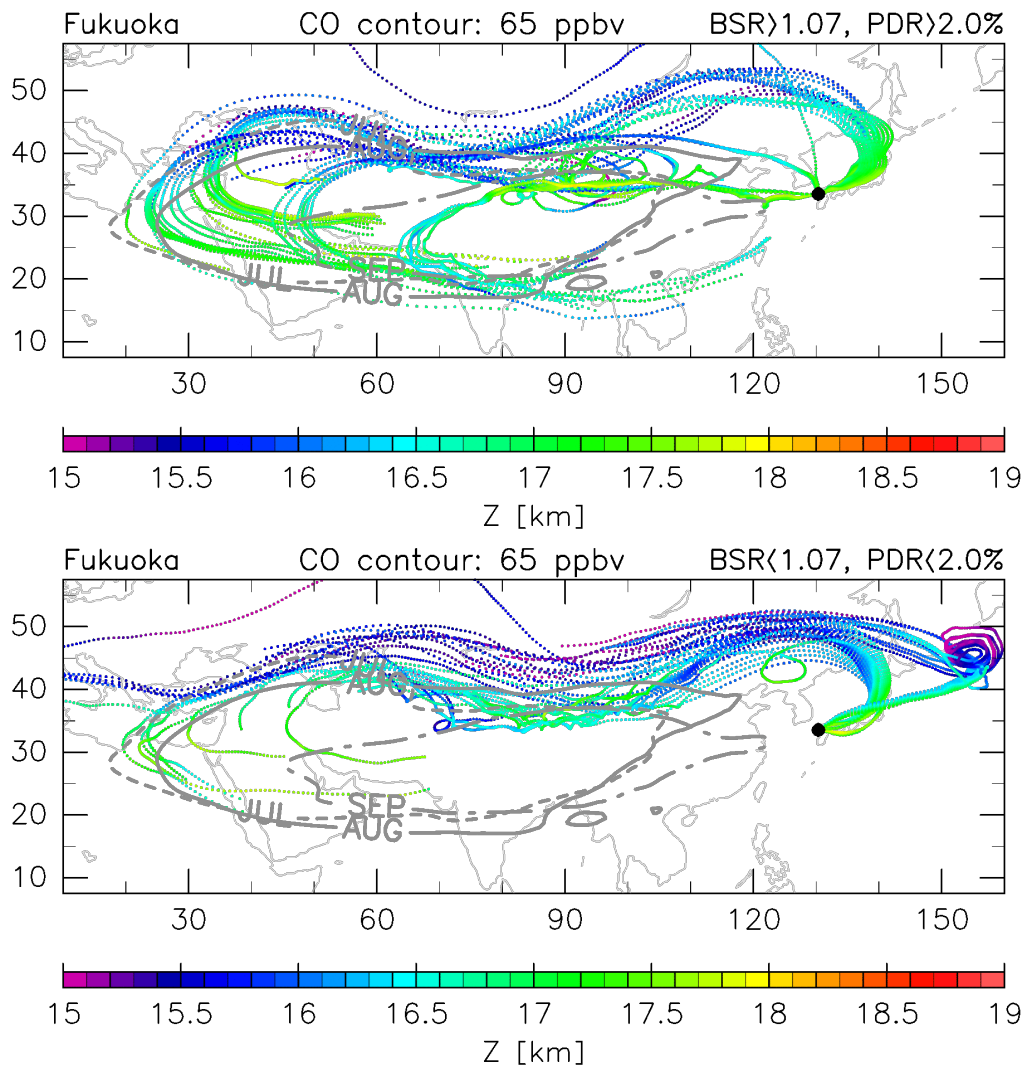 Fukuoka CO contour: 65 ppbv BSR>1.07, PDR>2.0%
50
40
30
20
10
JUL
AUG
SEP
JUL
AUG
30 60 90 120 150
15 15.5 16 16.5 17 17.5 18 18.5 19
Z [km]
Fukuoka CO contour: 65 ppbv BSR<1.07, PDR<2.0%
50
40
30
20
10
JUL
AUG
SEP
JUL
AUG
30 60 90 120 150
15 15.5 16 16.5 17 17.5 18 18.5 19
Z [km]